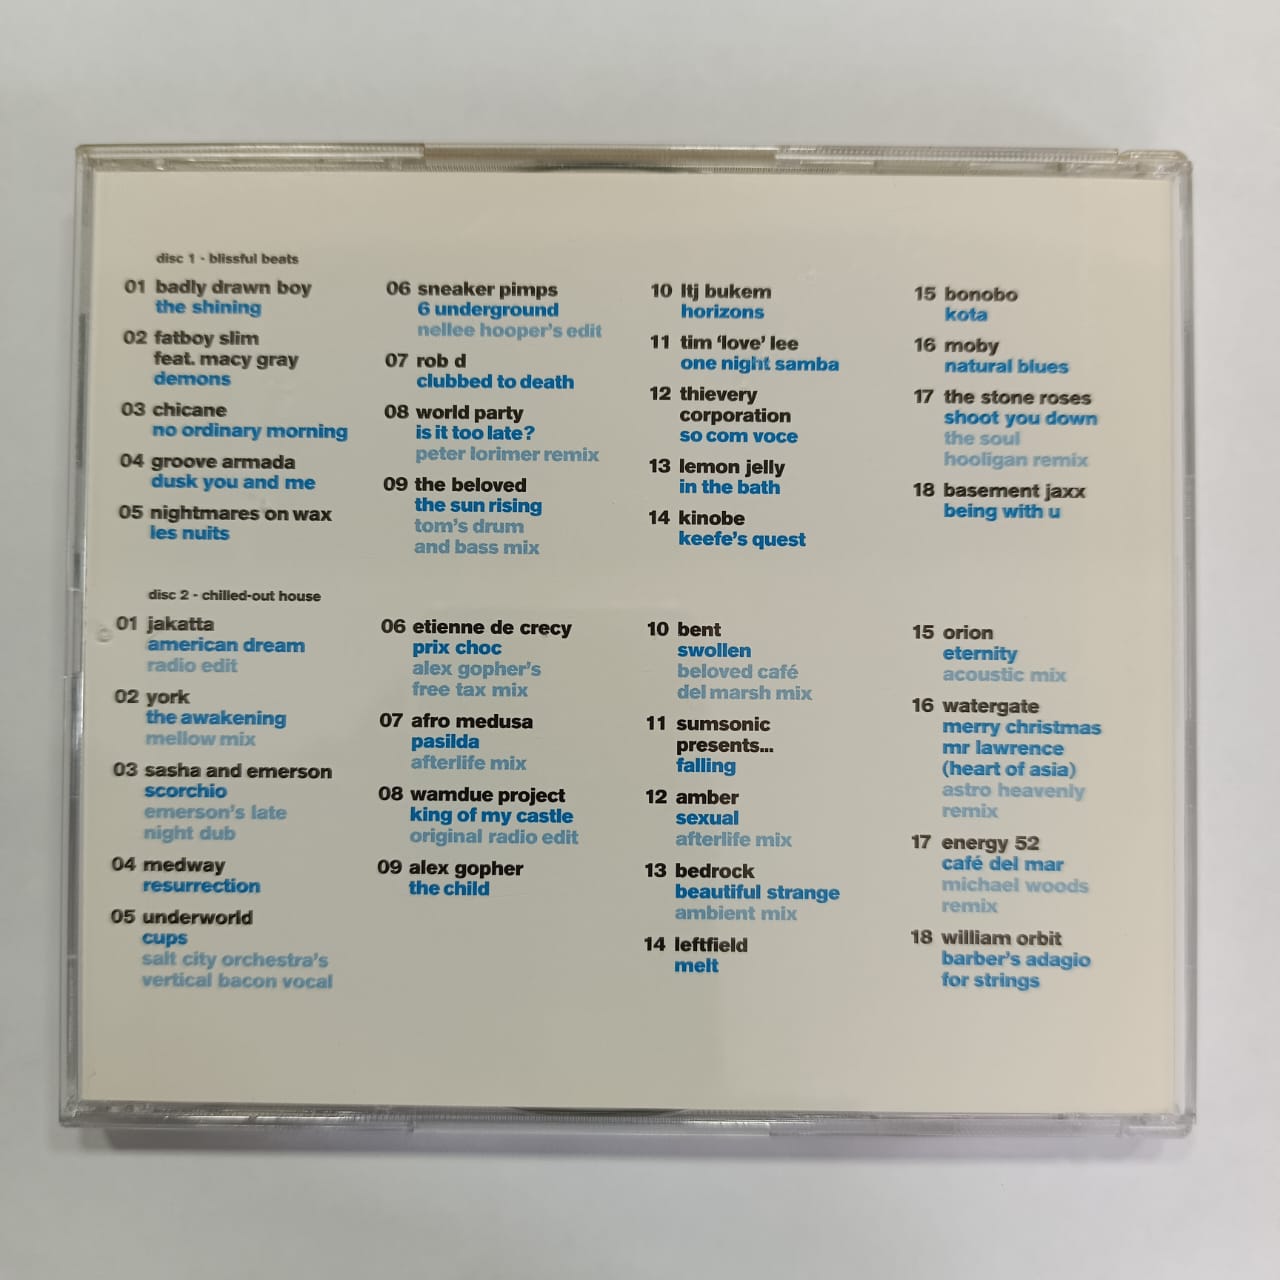 disc 1 - blissful beats
01 badly drawn boy
the shining
02 fatboy slim
feat. macy gray
demons
03 chicane
no ordinary morning
04 groove armada
dusk you and me
05 nightmares on wax
les nuits
06 sneaker pimps
6 underground
nellee hooper's edit
07 rob d
clubbed to death
08 world party
is it too late?
peter lorimer remix
09 the beloved
the sun rising
tom's drum
and bass mix
10 ltj bukem
horizons
11 tim 'love' lee
one night samba
12 thievery
corporation
so com voce
13 lemon jelly
in the bath
14 kinobe
keefe's quest
15 bonobo
kota
16 moby
natural blues
17 the stone roses
shoot you down
the soul
hooligan remix
18 basement jaxx
being with u
disc 2 - chilled-out house
01 jakatta
american dream
radio edit
02 york
the awakening
mellow mix
03 sasha and emerson
scorchio
emerson's late
night dub
04 medway
resurrection
05 underworld
cups
salt city orchestra's
vertical bacon vocal
06 etienne de crecy
prix choc
alex gopher's
free tax mix
07 afro medusa
pasilda
afterlife mix
08 wamdue project
king of my castle
original radio edit
09 alex gopher
the child
10 bent
swollen
beloved café
del marsh mix
11 sumsonic
presents...
falling
12 amber
sexual
afterlife mix
13 bedrock
beautiful strange
ambient mix
14 leftfield
melt
15 orion
eternity
acoustic mix
16 watergate
merry christmas
mr lawrence
(heart of asia)
astro heavenly
remix
17 energy 52
café del mar
michael woods
remix
18 william orbit
barber's adagio
for strings